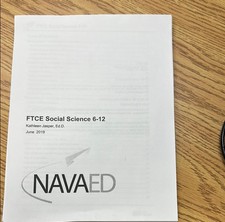 FTCE Social Science 6-12
Kathleen Jasper, Ed.D.
June, 2018
NAVAED